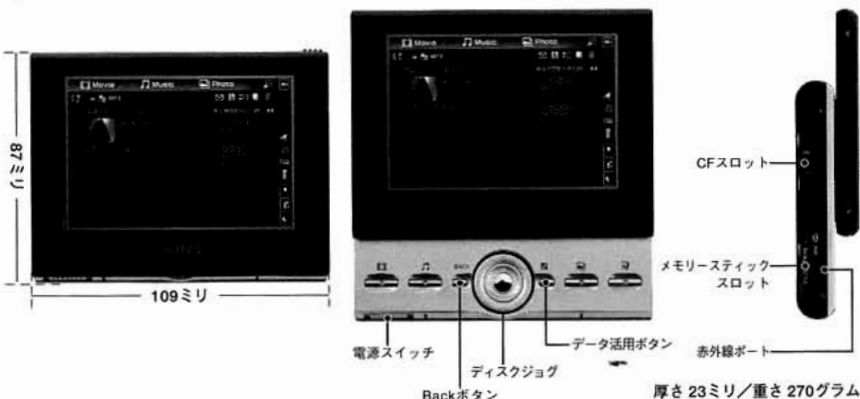 Movie Music Photo
Movie Music Photo
87ミリ
109ミリ
BACK
電源スイッチ
Backボタン
ディスクジョグ
データ活用ボタン
CFスロット
メモリースティック
スロット
赤外線ポート
厚さ 23ミリ/重さ 270グラム